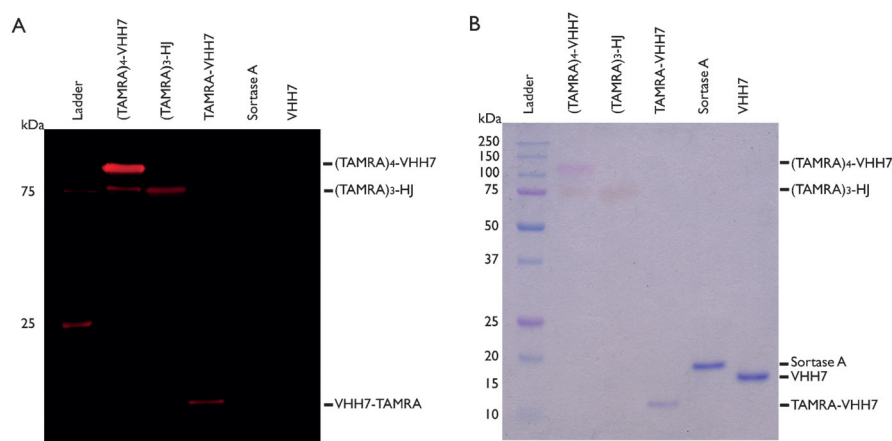 A
Ladder
(TAMRA)4-VHH7
(TAMRA)3-HJ
TAMRA-VHH7
Sortase A
VHH7
kDa
75
25
(TAMRA)4-VHH7
(TAMRA)3-HJ
VHH7-TAMRA
B
Ladder
(TAMRA)4-VHH7
(TAMRA)3-HJ
TAMRA-VHH7
Sortase A
VHH7
kDa
250
150
100
75
50
37
25
20
15
10
(TAMRA)4-VHH7
(TAMRA)3-HJ
Sortase A
VHH7
TAMRA-VHH7